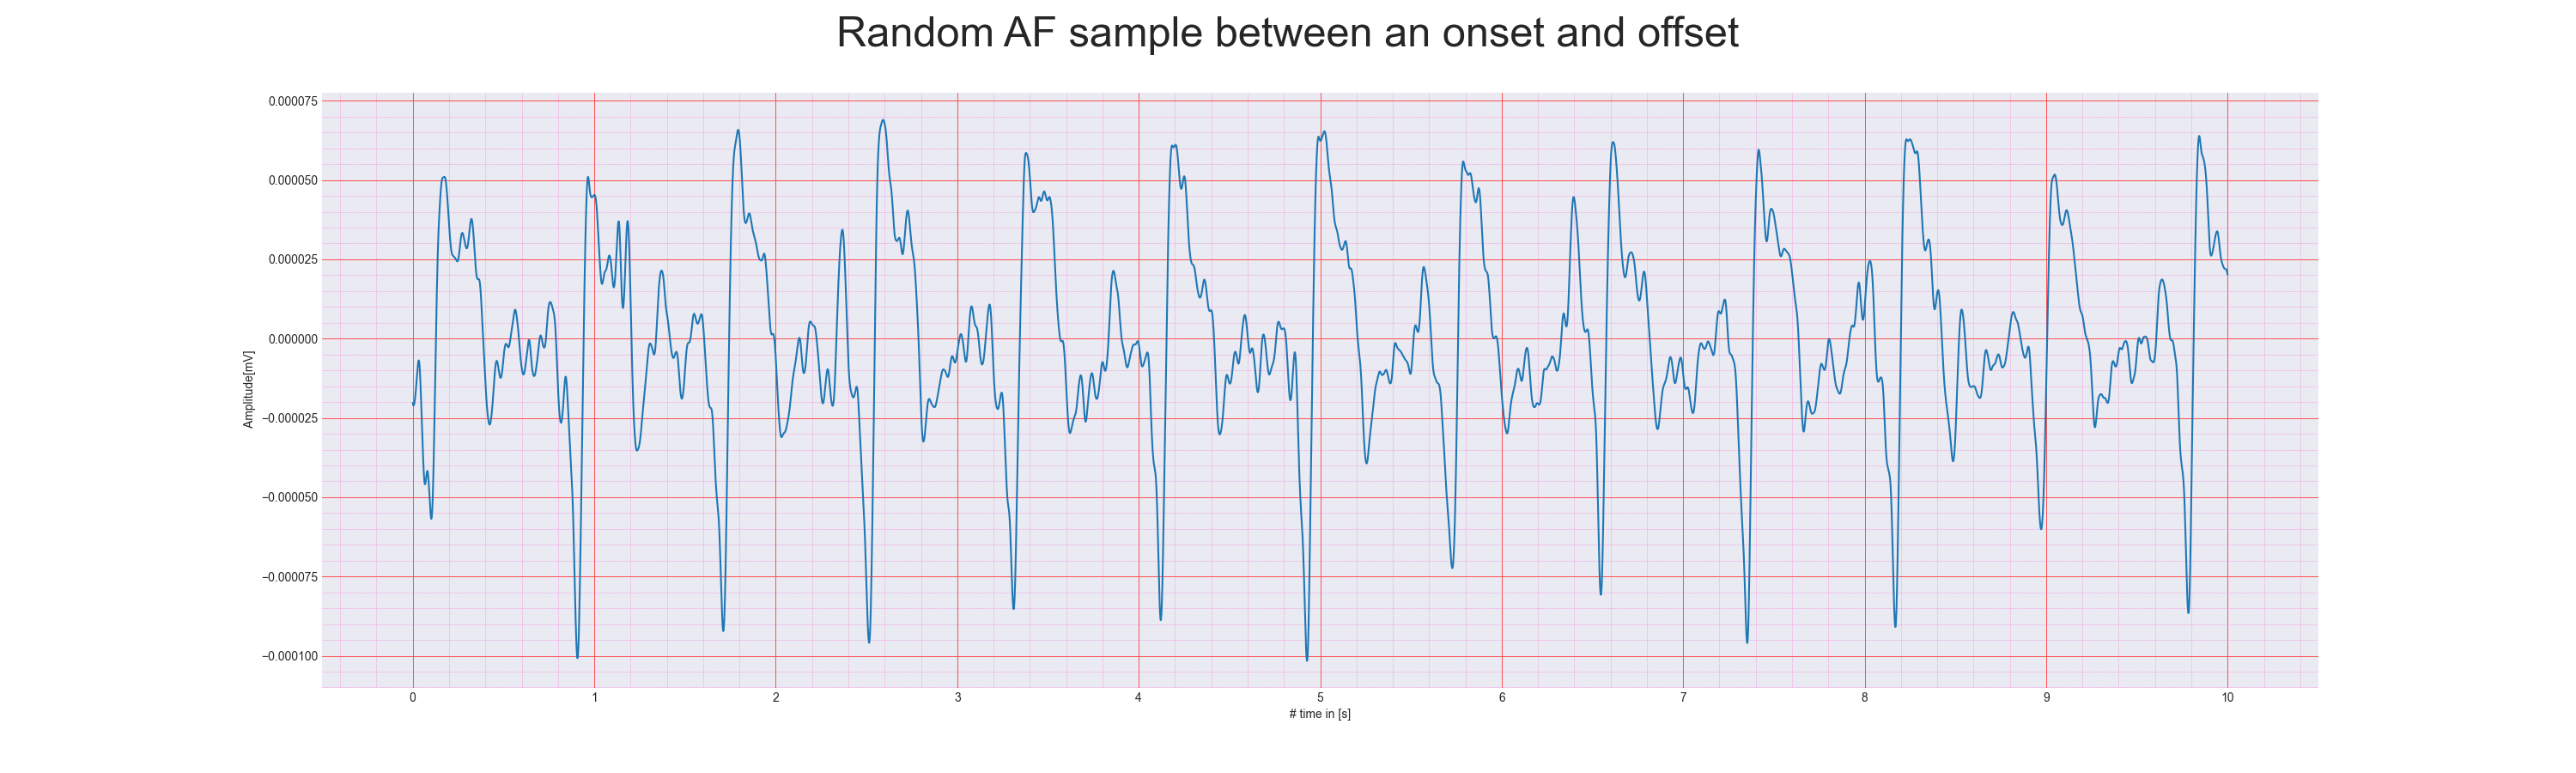 Random AF sample between an onset and offset
0.000075
0.000050
0.000025
0.000000
−0.000025
−0.000050
−0.000075
−0.000100
Amplitude[mV]
0 1 2 3 4 5 6 7 8 9 10
# time in [s]